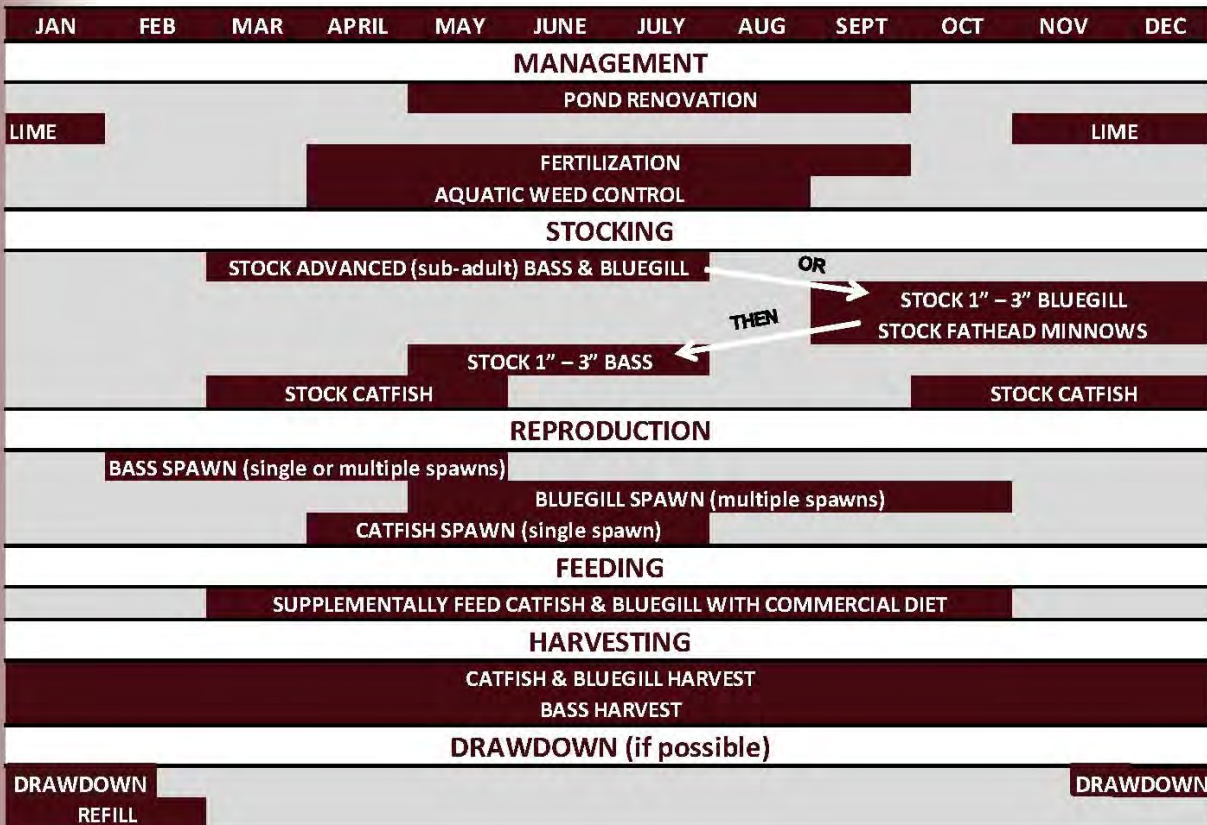 JAN FEB MAR APRIL MAY JUNE JULY AUG SEPT OCT NOV DEC
MANAGEMENT
POND RENOVATION
LIME LIME
FERTILIZATION
AQUATIC WEED CONTROL
STOCKING
STOCK ADVANCED (sub-adult) BASS & BLUEGILL OR
STOCK 1” – 3” BLUEGILL
THEN STOCK FATHEAD MINNOWS
STOCK 1” – 3” BASS
STOCK CATFISH STOCK CATFISH
REPRODUCTION
BASS SPAWN (single or multiple spawns)
BLUEGILL SPAWN (multiple spawns)
CATFISH SPAWN (single spawn)
FEEDING
SUPPLEMENTALLY FEED CATFISH & BLUEGILL WITH COMMERCIAL DIET
HARVESTING
CATFISH & BLUEGILL HARVEST
BASS HARVEST
DRAWDOWN (if possible)
DRAWDOWN DRAWDOWN
REFILL